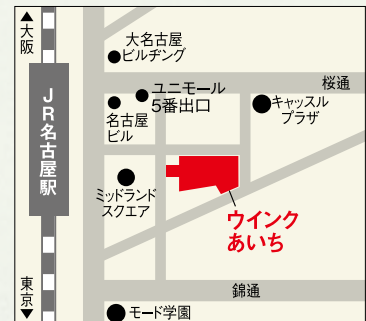 ▲大阪
大名古屋
ビルヂング
桜通
ユニモール
5番出口
キャッスル
プラザ
名古屋
ビル
JR名古屋駅
ミッドランド
スクエア
ウインク
あいち
東京▼
錦通
モード学園